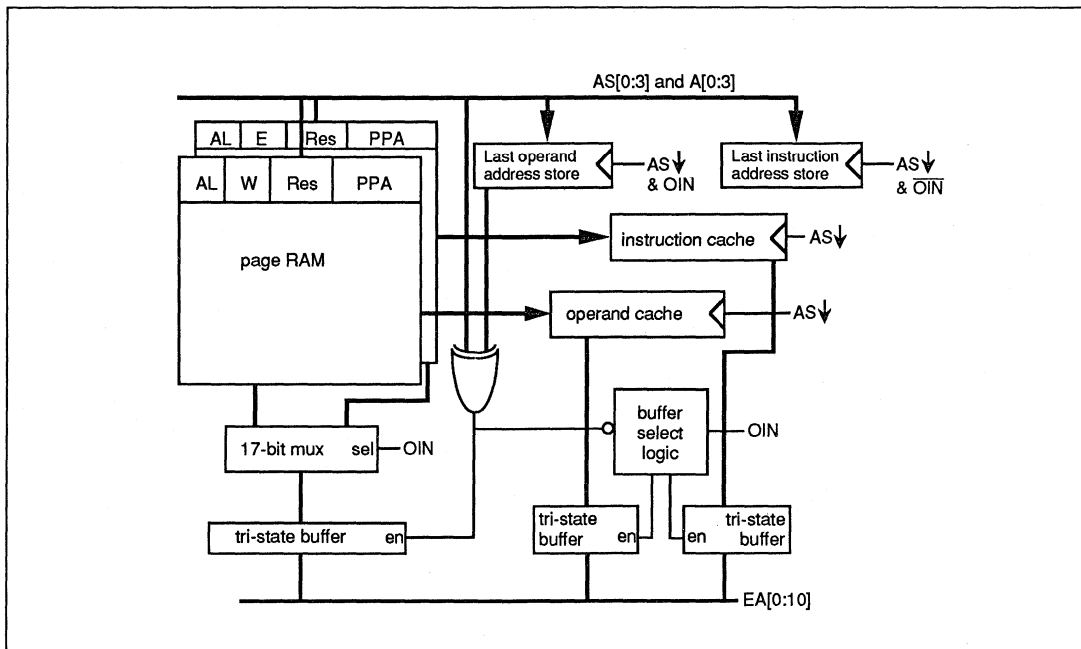 AS[0:3] and A[0:3]
AL E Res PPA
AL W Res PPA
page RAM
Last operand
address store
AS↓
& OIN
Last instruction
address store
AS↓
& O̅I̅N̅
instruction cache
AS↓
operand cache
AS↓
buffer
select
logic
OIN
17-bit mux sel
OIN
tri-state buffer en
tri-state
buffer en
tri-state
en buffer
EA[0:10]